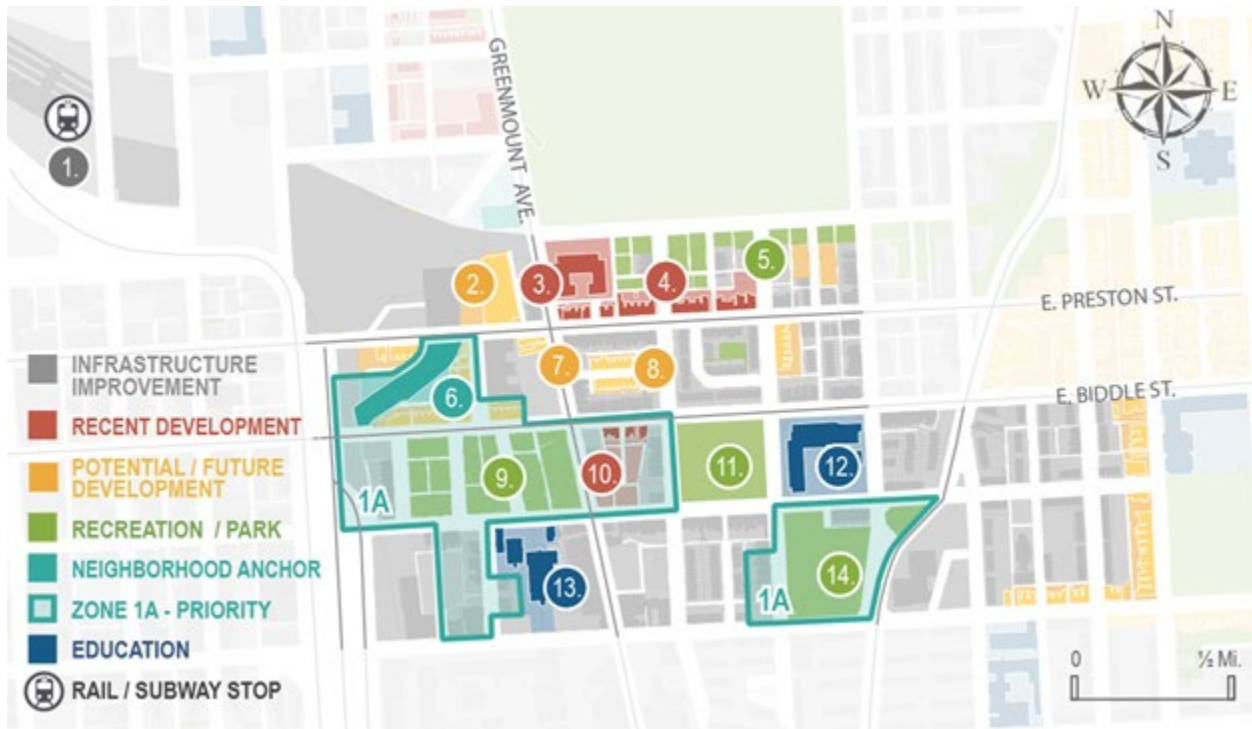 N
W E
S
GREENMOUNT AVE.
1.
2.
3.
4.
5.
E. PRESTON ST.
INFRASTRUCTURE
IMPROVEMENT
RECENT DEVELOPMENT
POTENTIAL / FUTURE
DEVELOPMENT
RECREATION / PARK
NEIGHBORHOOD ANCHOR
ZONE 1A - PRIORITY
EDUCATION
RAIL / SUBWAY STOP
6.
7.
8.
E. BIDDLE ST.
9.
10.
11.
12.
1A
13.
14.
1A
0 ½ Mi.